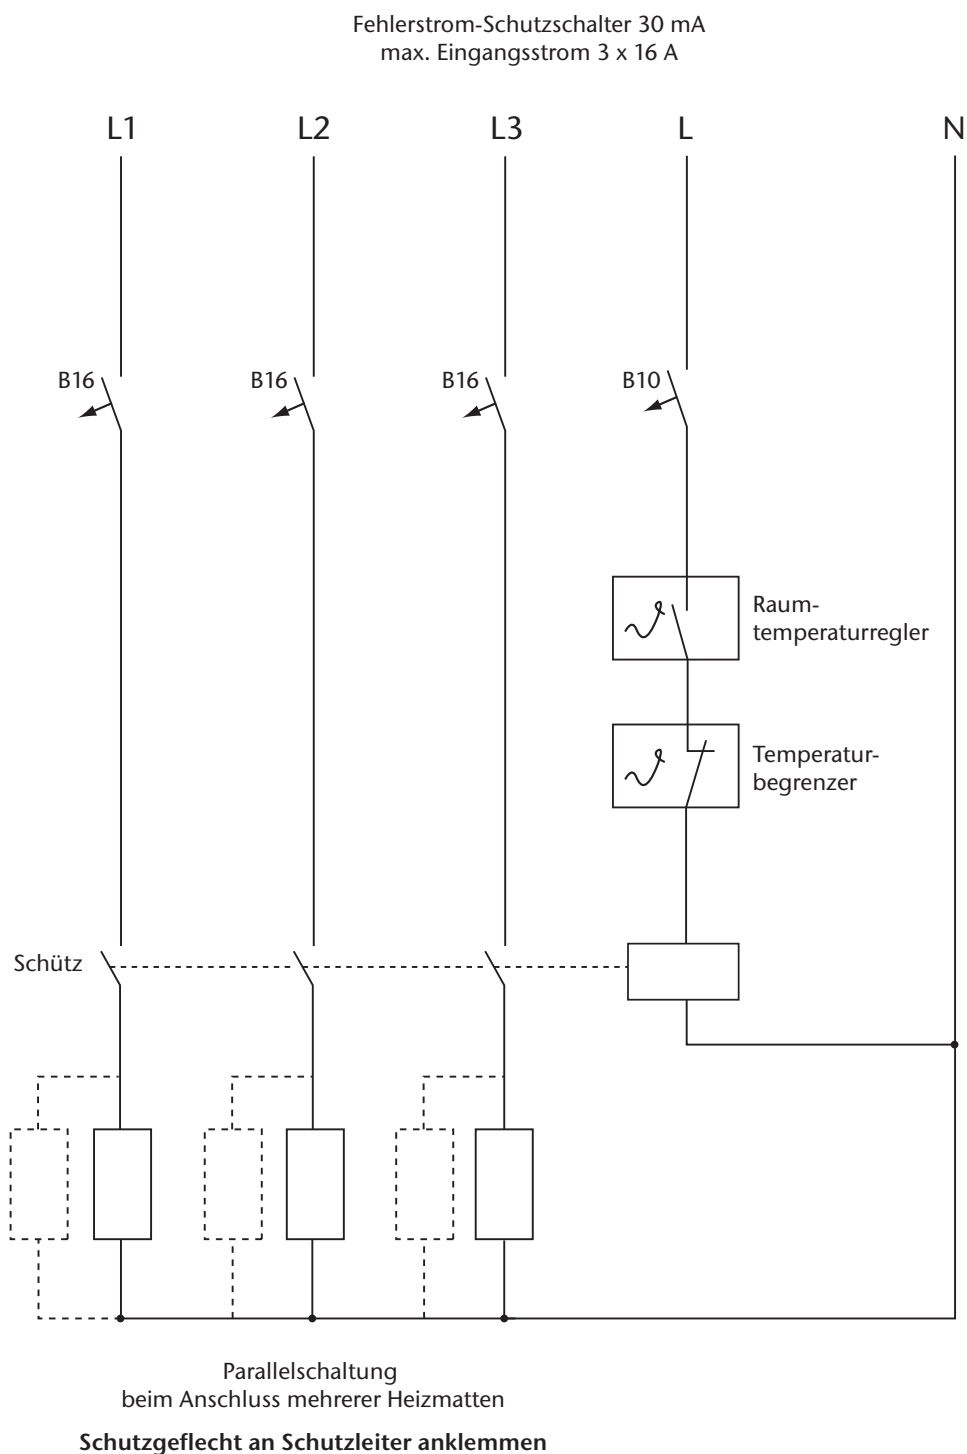 Fehlerstrom-Schutzschalter 30 mA
max. Eingangsstrom 3 x 16 A
L1 L2 L3 L N
B16 B16 B16 B10
Raum-
temperaturregler
Temperatur-
begrenzer
Schütz
Parallelschaltung
beim Anschluss mehrerer Heizmatten
Schutzgeflecht an Schutzleiter anklemmen